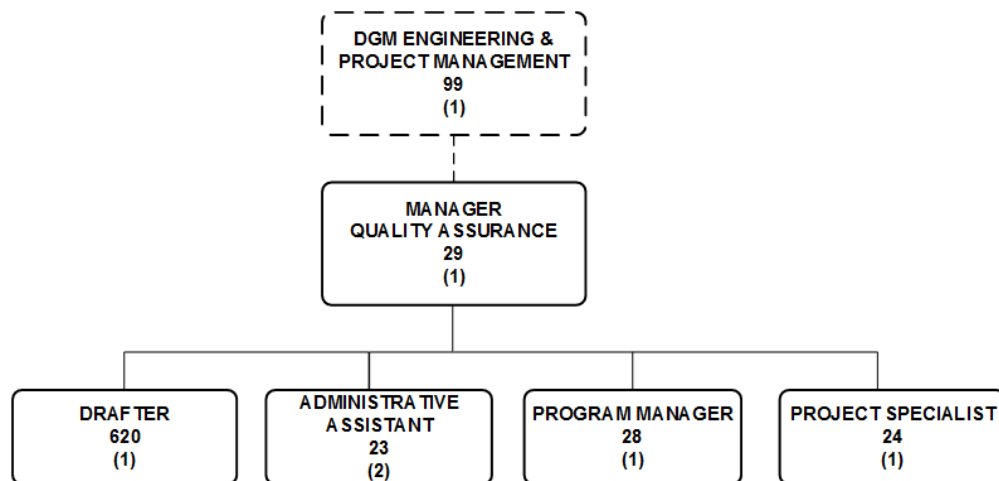 DGM ENGINEERING &
PROJECT MANAGEMENT
99
(1)
MANAGER
QUALITY ASSURANCE
29
(1)
DRAFTER
620
(1)
ADMINISTRATIVE
ASSISTANT
23
(2)
PROGRAM MANAGER
28
(1)
PROJECT SPECIALIST
24
(1)